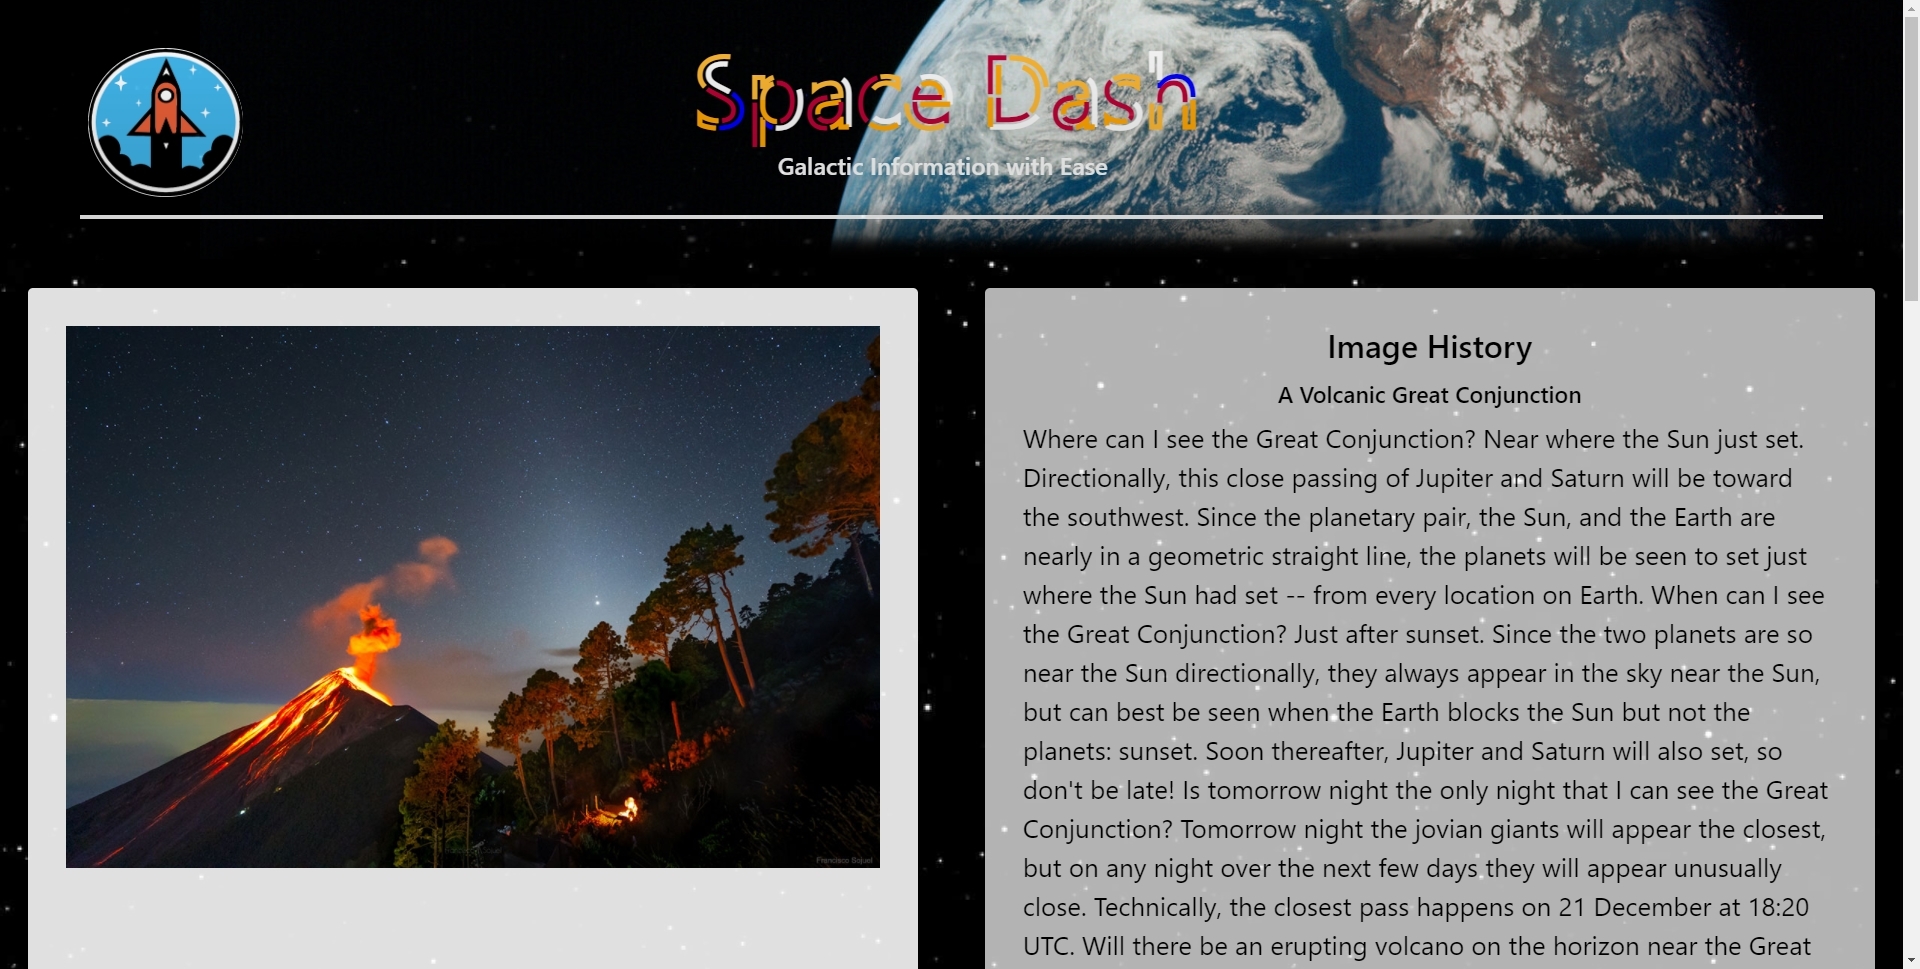 Space Dash
Galactic Information with Ease
Francisco Sojuel
Image History
A Volcanic Great Conjunction
Where can I see the Great Conjunction? Near where the Sun just set.
Directionally, this close passing of Jupiter and Saturn will be toward
the southwest. Since the planetary pair, the Sun, and the Earth are
nearly in a geometric straight line, the planets will be seen to set just
where the Sun had set -- from every location on Earth. When can I see
the Great Conjunction? Just after sunset. Since the two planets are so
near the Sun directionally, they always appear in the sky near the Sun,
but can best be seen when the Earth blocks the Sun but not the
planets: sunset. Soon thereafter, Jupiter and Saturn will also set, so
don't be late! Is tomorrow night the only night that I can see the Great
Conjunction? Tomorrow night the jovian giants will appear the closest,
but on any night over the next few days they will appear unusually
close. Technically, the closest pass happens on 21 December at 18:20
UTC. Will there be an erupting volcano on the horizon near the Great